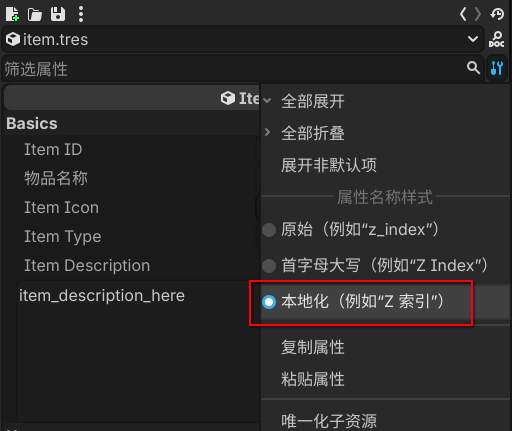 item.tres
DOC
筛选属性
Ite
Basics
Item ID
物品名称
Item Icon
Item Type
Item Description
item_description_here
全部展开
全部折叠
展开非默认项
属性名称样式
原始（例如“z_index”）
首字母大写（例如“Z Index”）
本地化（例如“Z 索引”）
复制属性
粘贴属性
唯一化子资源